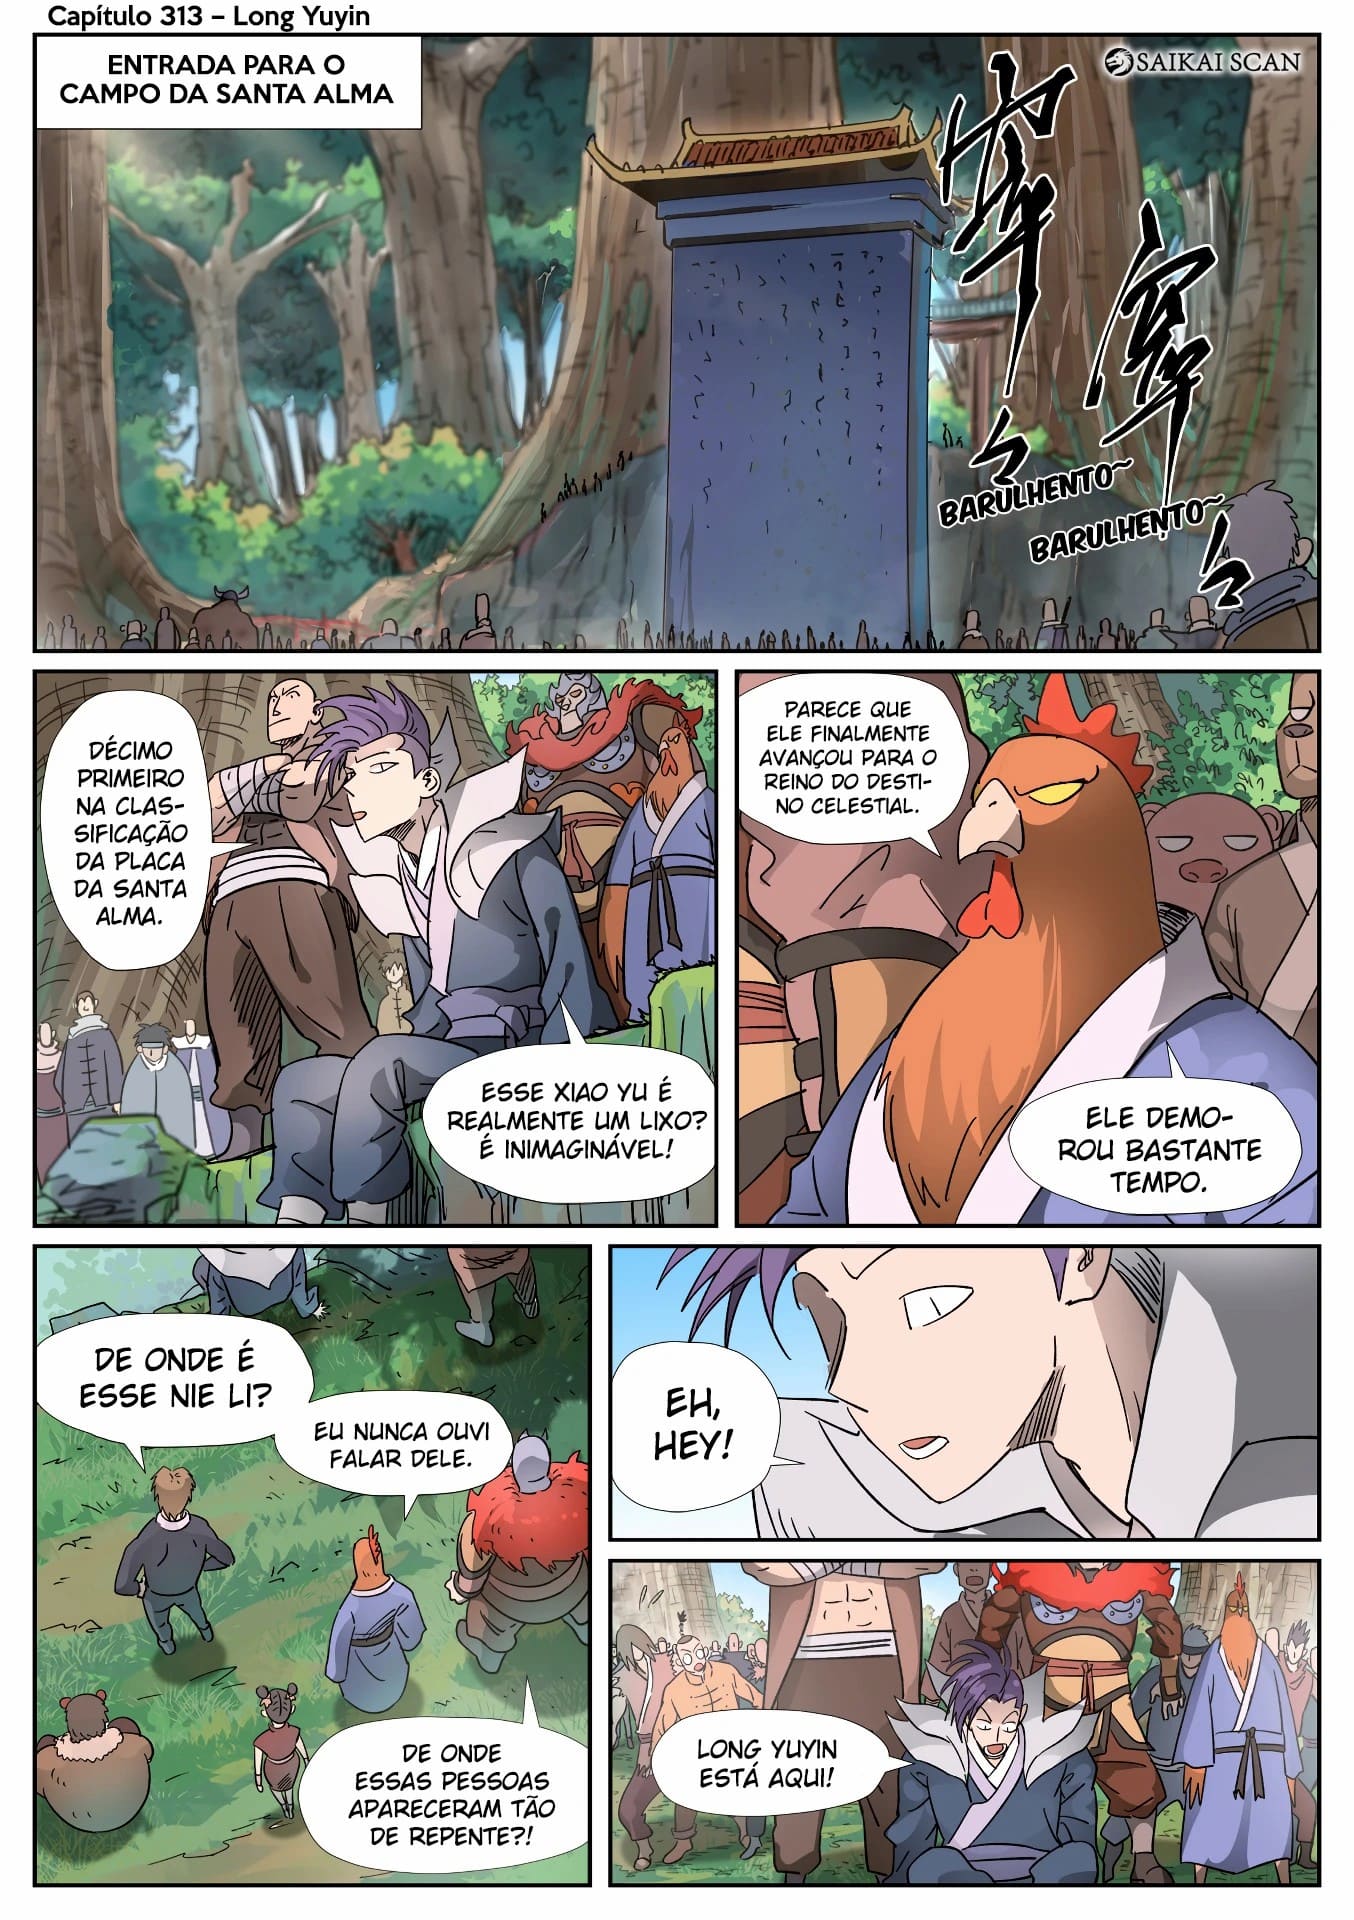 Capítulo 313 – Long Yuyin
ENTRADA PARA O
CAMPO DA SANTA ALMA
SAIKAI SCAN
BARULHENTO~
BARULHENTO~
DÉCIMO
PRIMEIRO
NA CLAS-
SIFICAÇÃO
DA PLACA
DA SANTA
ALMA.
ESSE XIAO YU É
REALMENTE UM LIXO?
É INIMAGINÁVEL!
PARECE QUE
ELE FINALMENTE
AVANÇOU PARA O
REINO DO DESTI-
NO CELESTIAL.
ELE DEMO-
ROU BASTANTE
TEMPO.
DE ONDE É
ESSE NIE LI?
EU NUNCA OUVI
FALAR DELE.
DE ONDE
ESSAS PESSOAS
APARECERAM TÃO
DE REPENTE?!
EH,
HEY!
LONG YUYIN
ESTÁ AQUI!